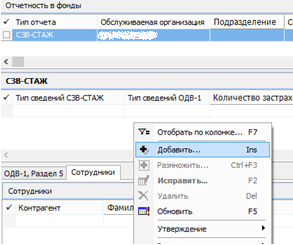 Отчетность в фонды
✓ Тип отчета Обслуживаемая организация Подразделение
СЗВ-СТАЖ
СЗВ-СТАЖ
✓ Тип сведений СЗВ-СТАЖ Тип сведений ОДВ-1 Количество застрах
Отобрать по колонке... F7
Добавить... Ins
Размножить... Ctrl+F3
Исправить... F2
Удалить Del
Обновить F5
Утверждение
ОДВ-1, Раздел 5 Сотрудники
Сотрудники
✓ Контрагент Фамил